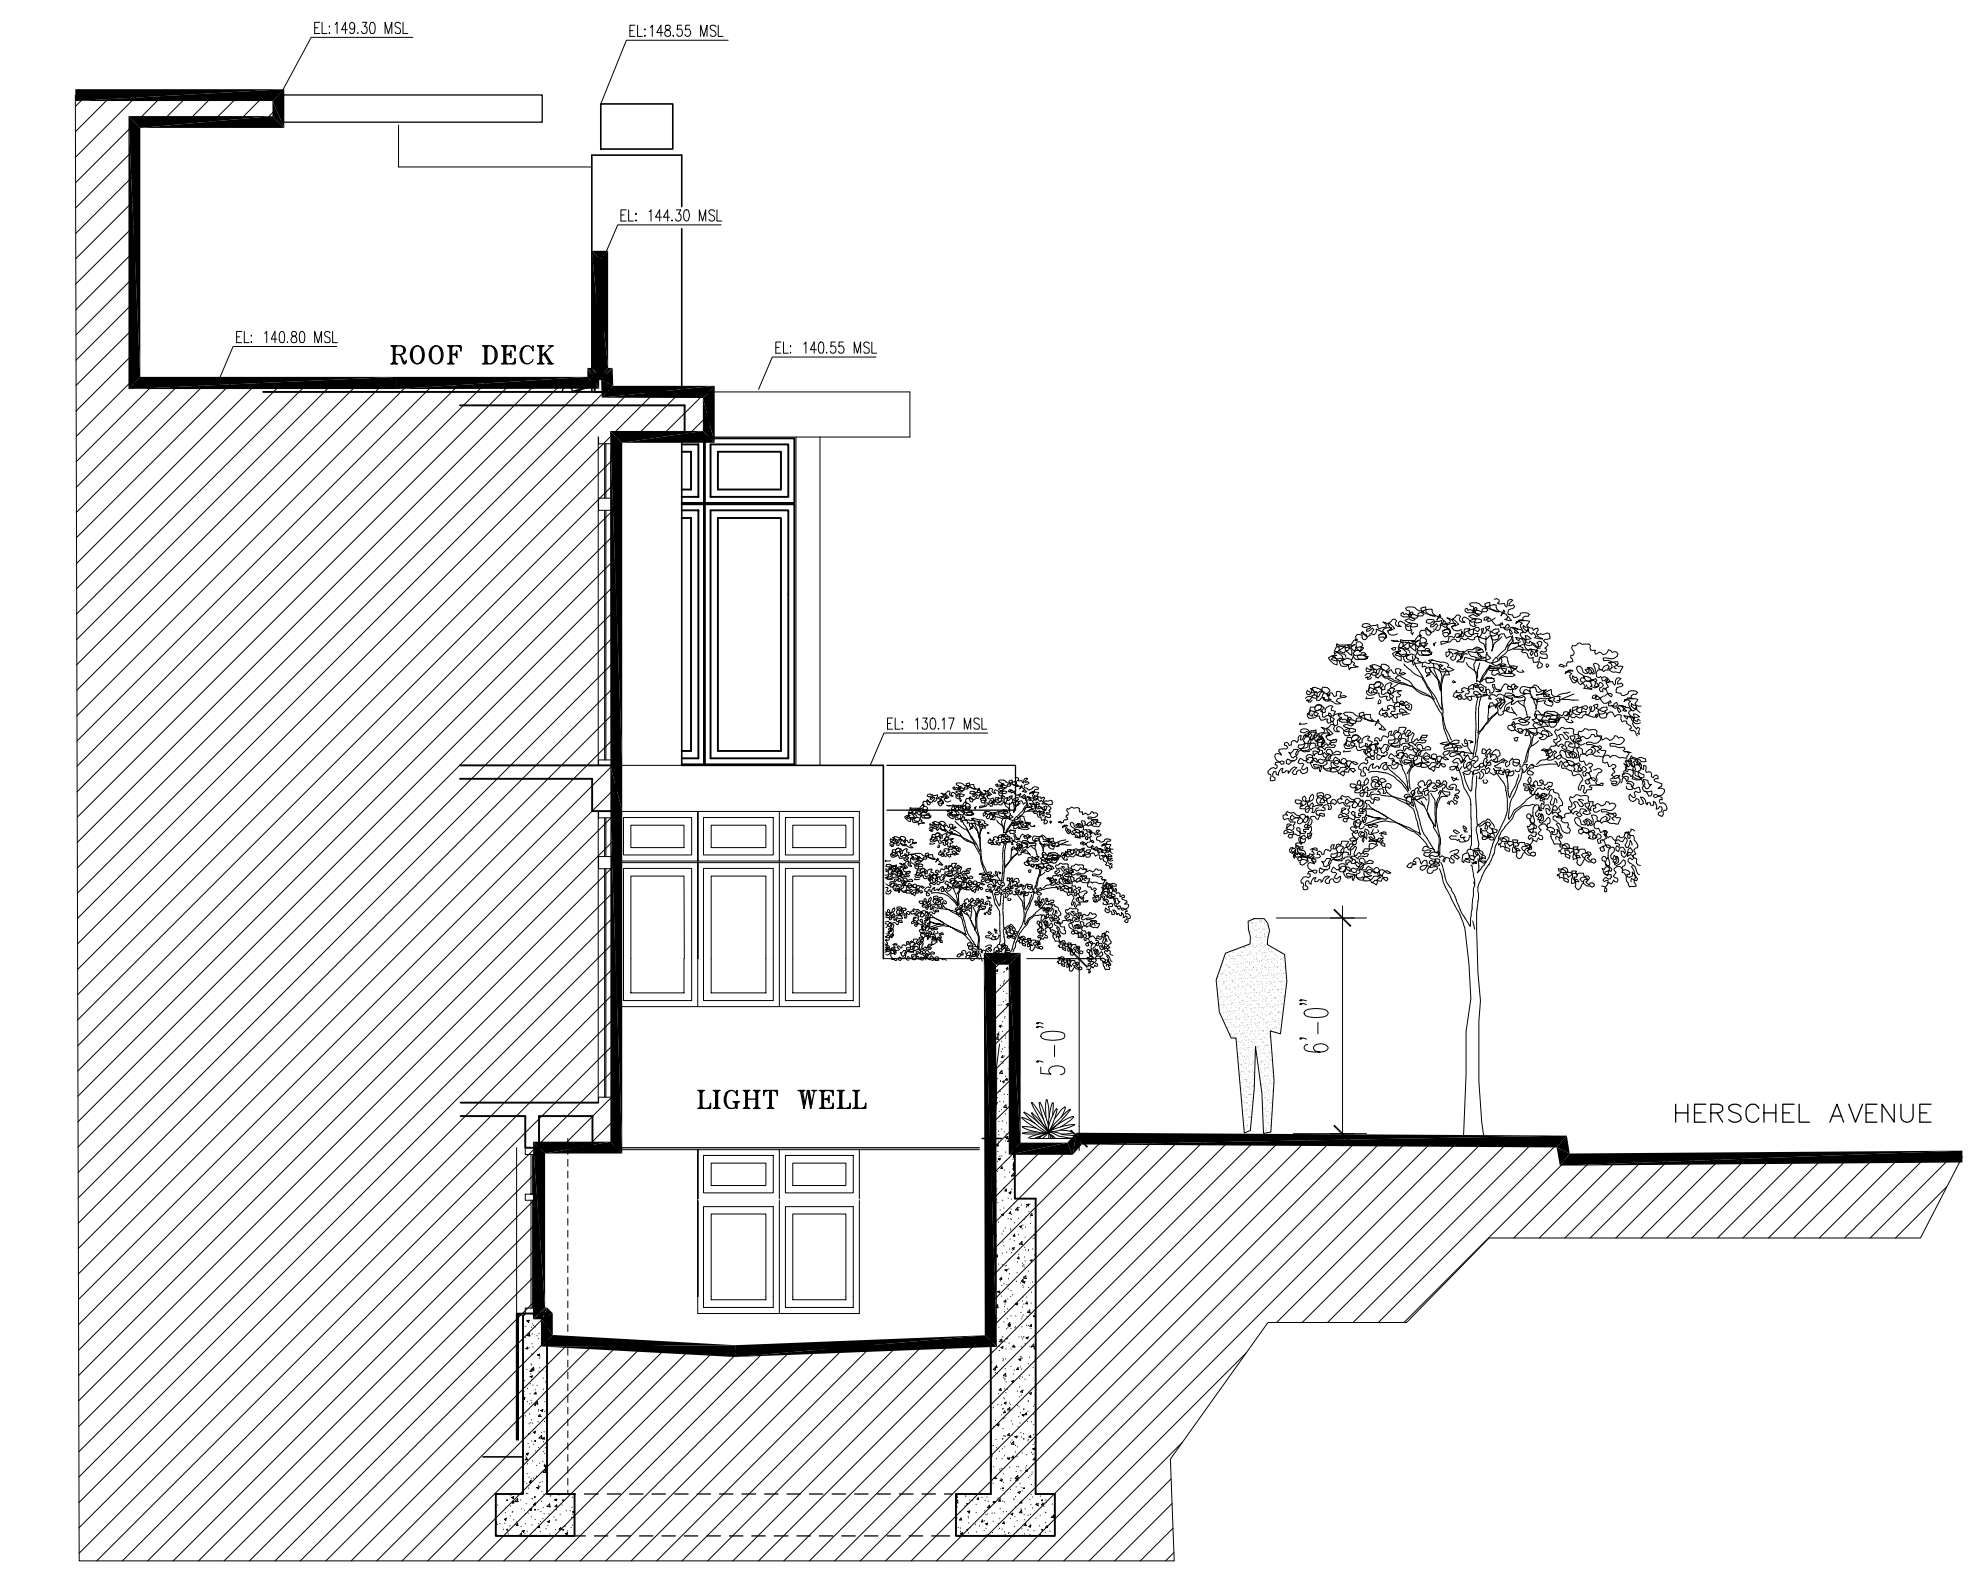 EL:149.30 MSL
EL:148.55 MSL
EL: 144.30 MSL
EL: 140.80 MSL
ROOF DECK
EL: 140.55 MSL
EL: 130.17 MSL
5'-0"
6'-0"
LIGHT WELL
HERSCHEL AVENUE